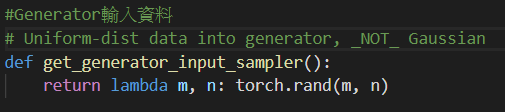 #Generator輸入資料
# Uniform-dist data into generator, _NOT_ Gaussian
def get_generator_input_sampler():
    return lambda m, n: torch.rand(m, n)